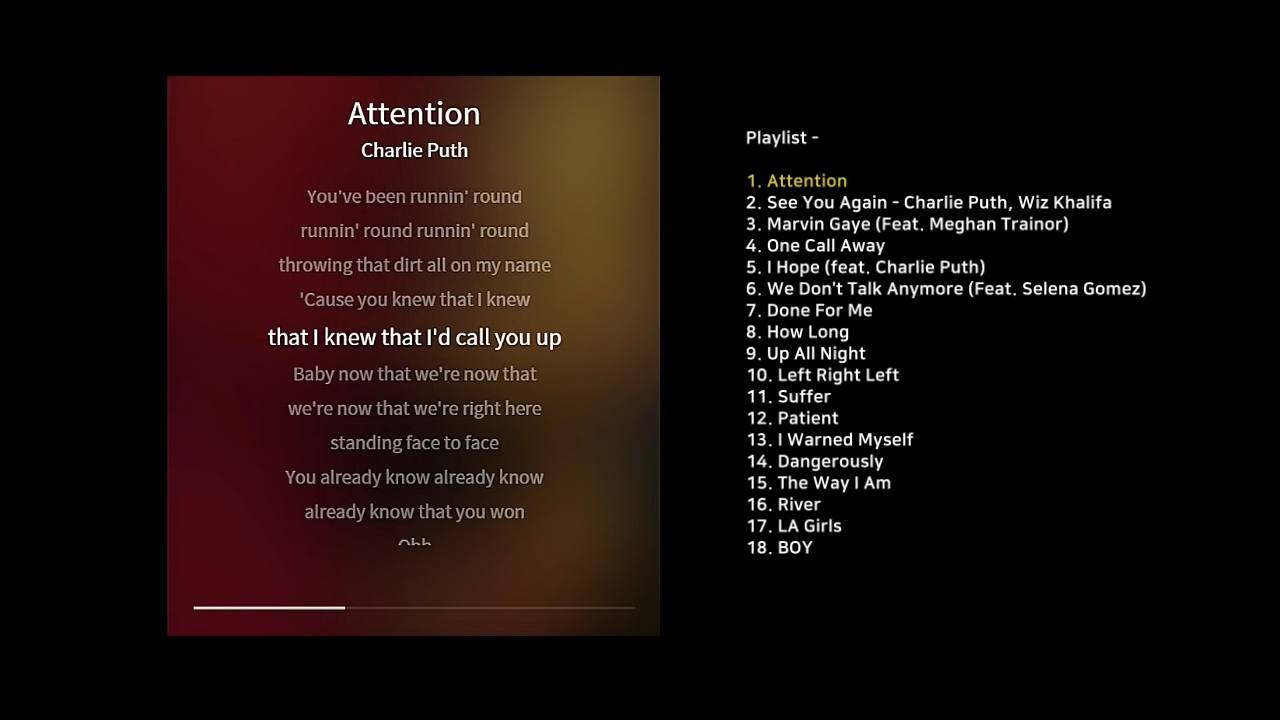 Attention
Charlie Puth
You've been runnin' round
runnin' round runnin' round
throwing that dirt all on my name
'Cause you knew that I knew
that I knew that I'd call you up
Baby now that we're now that
we're now that we're right here
standing face to face
You already know already know
already know that you won
Ohh
Playlist -
1. Attention
2. See You Again - Charlie Puth, Wiz Khalifa
3. Marvin Gaye (Feat. Meghan Trainor)
4. One Call Away
5. I Hope (feat. Charlie Puth)
6. We Don't Talk Anymore (Feat. Selena Gomez)
7. Done For Me
8. How Long
9. Up All Night
10. Left Right Left
11. Suffer
12. Patient
13. I Warned Myself
14. Dangerously
15. The Way I Am
16. River
17. LA Girls
18. BOY